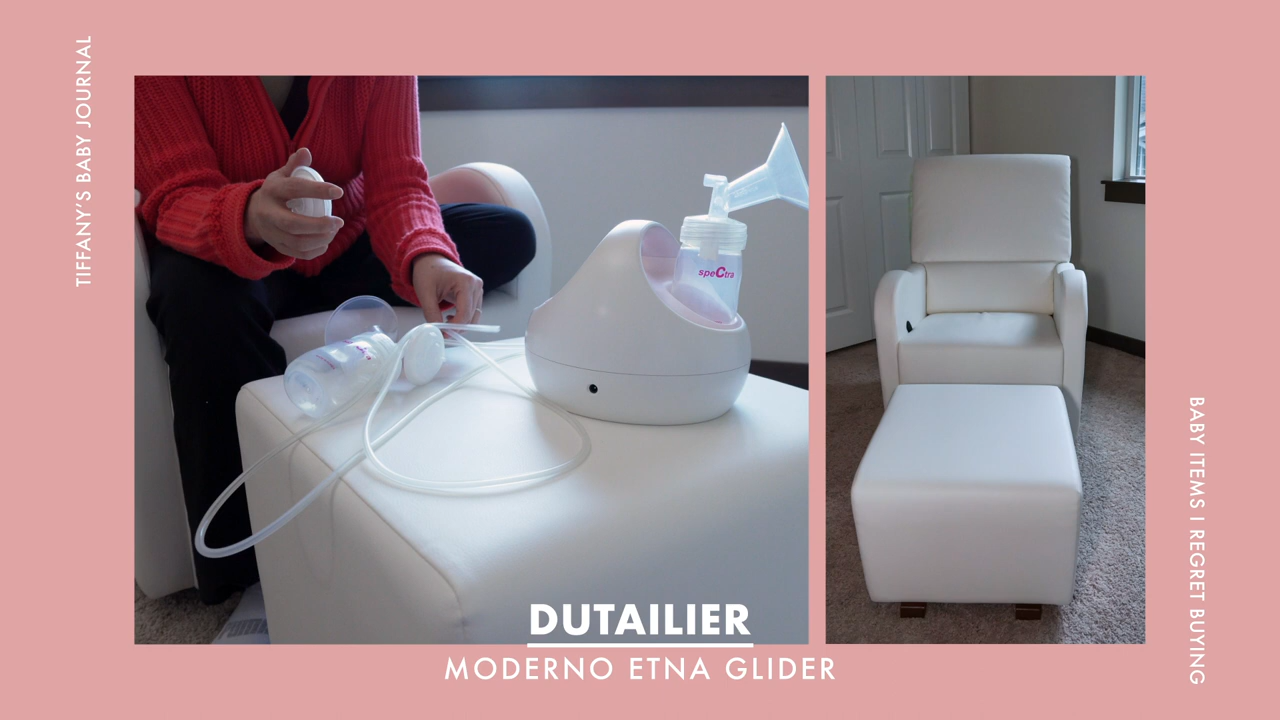 TIFFANY'S BABY JOURNAL
speCtra
DUTAILIER
MODERNO ETNA GLIDER
BABY ITEMS I REGRET BUYING